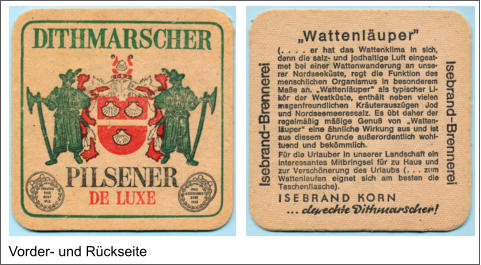 DITHMARSCHER
PILSENER
DE LUXE
„Wattenläuper"
(. . . . er hat das Wattenklima in sich,
denn die salz- und jodhaltige Luft eingeat-
met bei einer Wattenwanderung an unse-
rer Nordseeküste, regt die Funktion des
menschlichen Organismus in besonderem
Maße an. „Wattenläuper" als typischer Li-
kör der Westküste, enthält neben vielen
magenfreundlichen Kräuterauszügen Jod
und Nordseemeeressalz. Es übt daher der
regelmäßig mäßige Genuß von „Watten-
läuper" eine ähnliche Wirkung aus und ist
aus diesem Grunde außerordentlich wohl-
tuend und bekömmlich.
Für die Urlauber in unserer Landschaft ein
interessantes Mitbringsel für zu Haus und
zur Verschönerung des Urlaubs (. . . zum
Wattenlaufen eignet sich am besten die
Taschenflasche).
ISEBRAND KORN
... de rechte Dithmarscher!
Isebrand-Brennerei
Isebrand-Brennerei
Vorder- und Rückseite